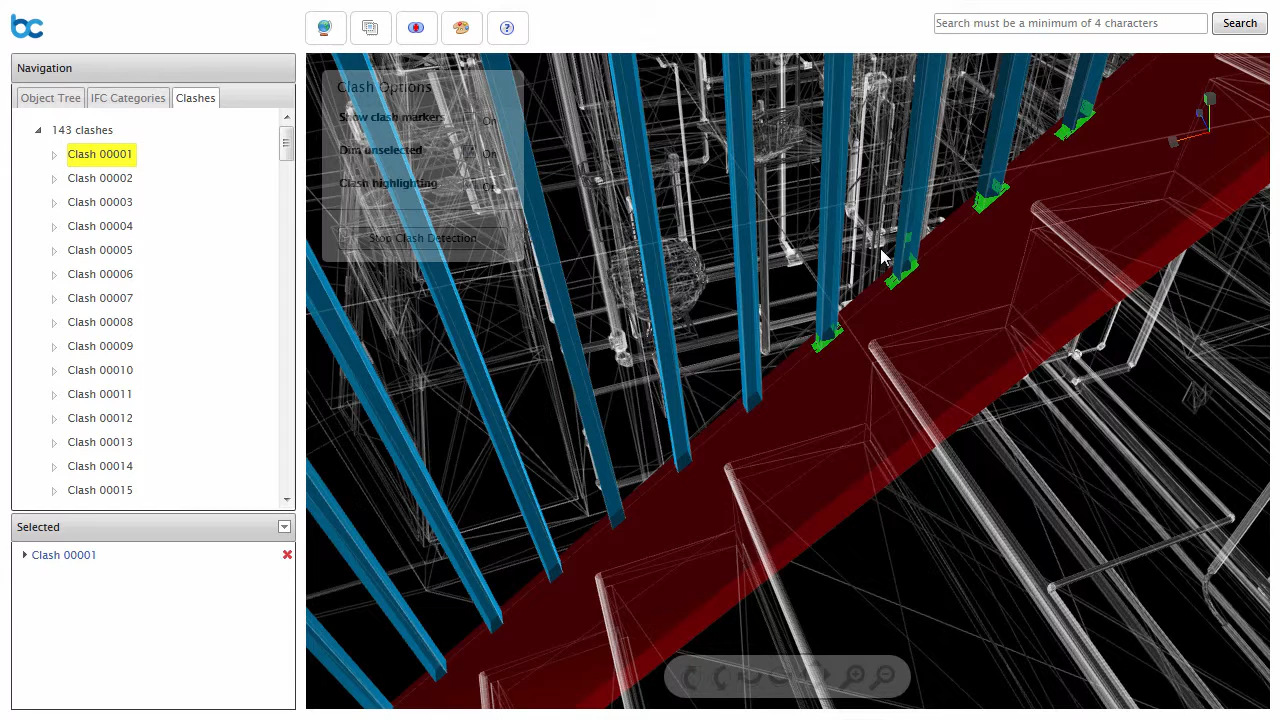 bc
Search must be a minimum of 4 characters
Search
Navigation
Object Tree
IFC Categories
Clashes
143 clashes
Clash 00001
Clash 00002
Clash 00003
Clash 00004
Clash 00005
Clash 00006
Clash 00007
Clash 00008
Clash 00009
Clash 00010
Clash 00011
Clash 00012
Clash 00013
Clash 00014
Clash 00015
Selected
Clash 00001
Clash Options
Show clash markers On
Dim unselected On
Clash highlighting On
Stop Clash Detection